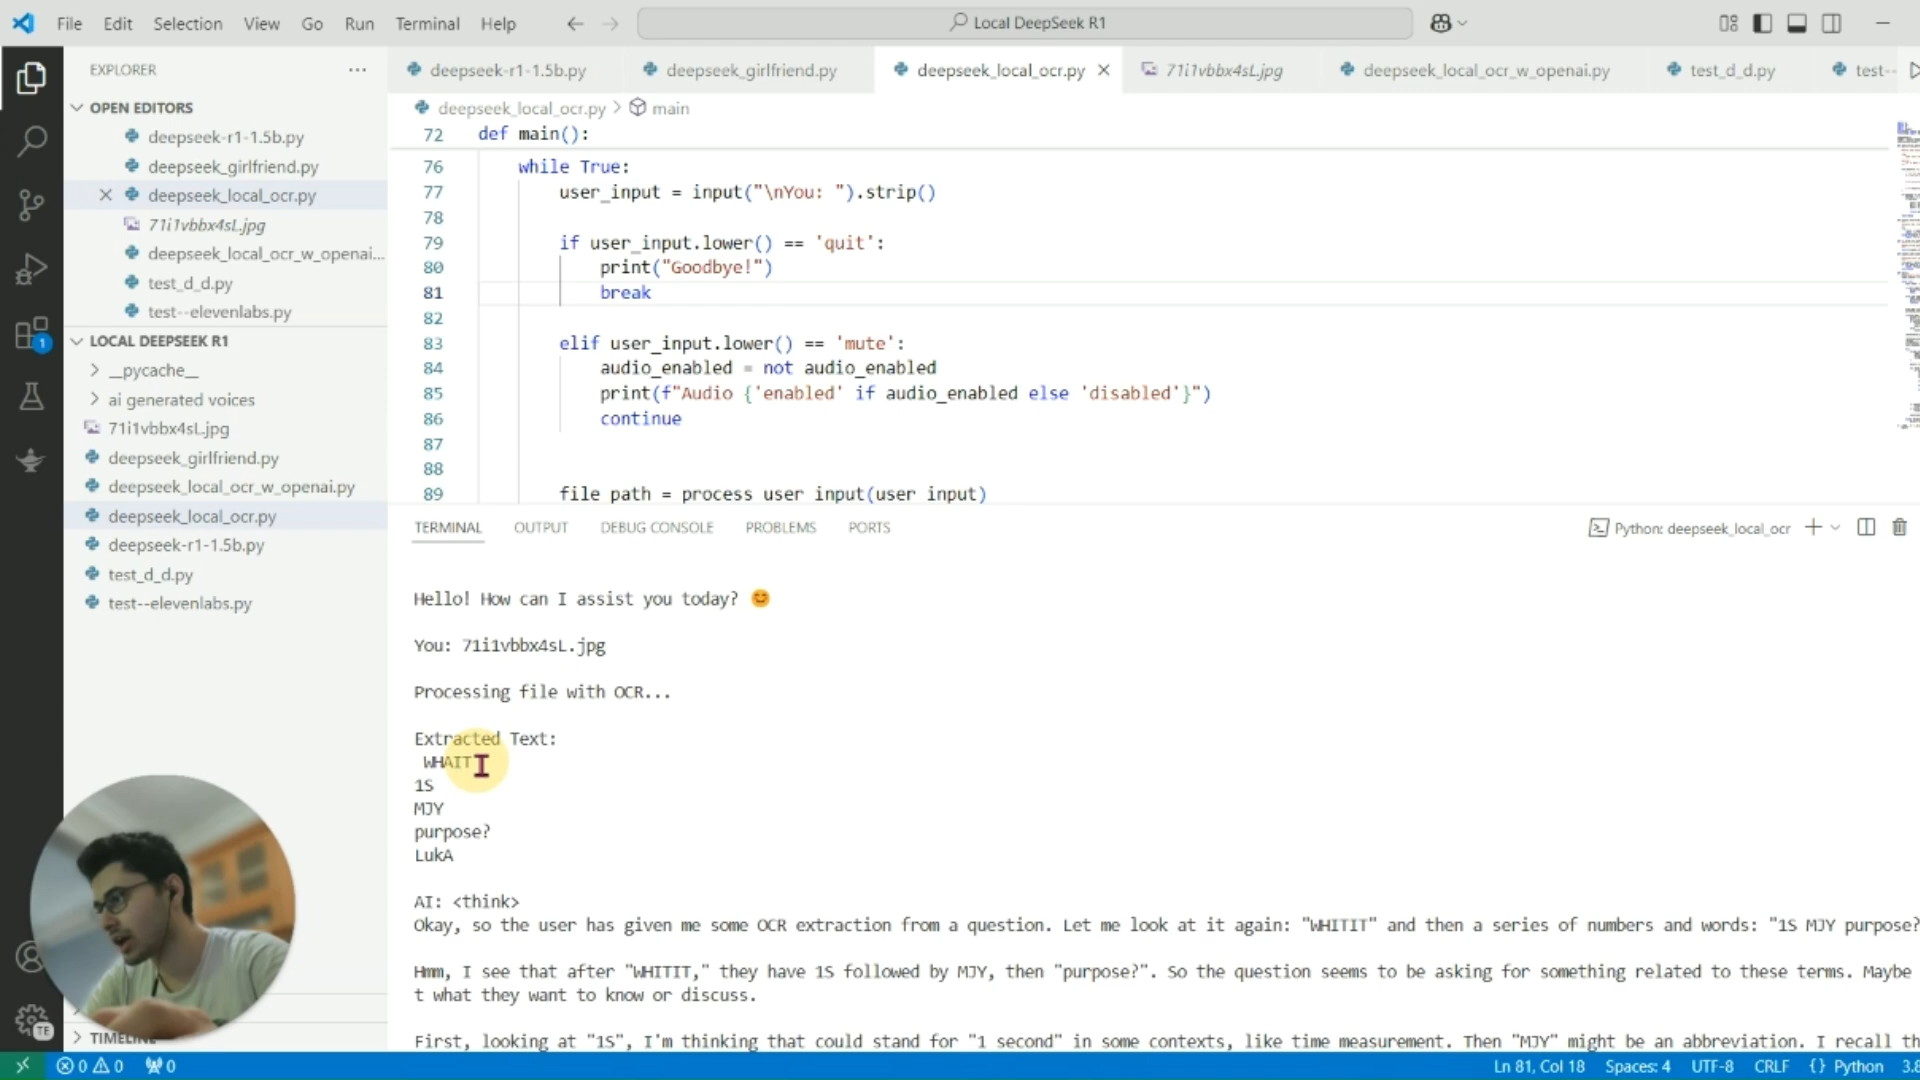 File Edit Selection View Go Run Terminal Help
Local DeepSeek R1
EXPLORER
OPEN EDITORS
deepseek-r1-1.5b.py
deepseek_girlfriend.py
deepseek_local_ocr.py
71i1vbbx4sL.jpg
deepseek_local_ocr_w_openai...
test_d_d.py
test--elevenlabs.py
LOCAL DEEPSEEK R1
__pycache__
ai generated voices
71i1vbbx4sL.jpg
deepseek_girlfriend.py
deepseek_local_ocr_w_openai.py
deepseek_local_ocr.py
deepseek-r1-1.5b.py
test_d_d.py
test--elevenlabs.py
TIMELINE
1
TE
deepseek-r1-1.5b.py deepseek_girlfriend.py deepseek_local_ocr.py 71i1vbbx4sL.jpg deepseek_local_ocr_w_openai.py test_d_d.py test--
deepseek_local_ocr.py > main
72 def main():
76 while True:
77 user_input = input("\nYou: ").strip()
78
79 if user_input.lower() == 'quit':
80 print("Goodbye!")
81 break
82
83 elif user_input.lower() == 'mute':
84 audio_enabled = not audio_enabled
85 print(f"Audio {'enabled' if audio_enabled else 'disabled'}")
86 continue
87
88
89 file_path = process_user_input(user_input)
TERMINAL OUTPUT DEBUG CONSOLE PROBLEMS PORTS
Python: deepseek_local_ocr
Hello! How can I assist you today? 😊
You: 71i1vbbx4sL.jpg
Processing file with OCR...
Extracted Text:
WHAIT
1S
MJY
purpose?
LukA
AI: <think>
Okay, so the user has given me some OCR extraction from a question. Let me look at it again: "WHITIT" and then a series of numbers and words: "1S MJY purpose?
Hmm, I see that after "WHITIT," they have 1S followed by MJY, then "purpose?". So the question seems to be asking for something related to these terms. Maybe
t what they want to know or discuss.
First, looking at "1S", I'm thinking that could stand for "1 second" in some contexts, like time measurement. Then "MJY" might be an abbreviation. I recall th
0 0 0
Ln 81, Col 18 Spaces: 4 UTF-8 CRLF {} Python 3.8